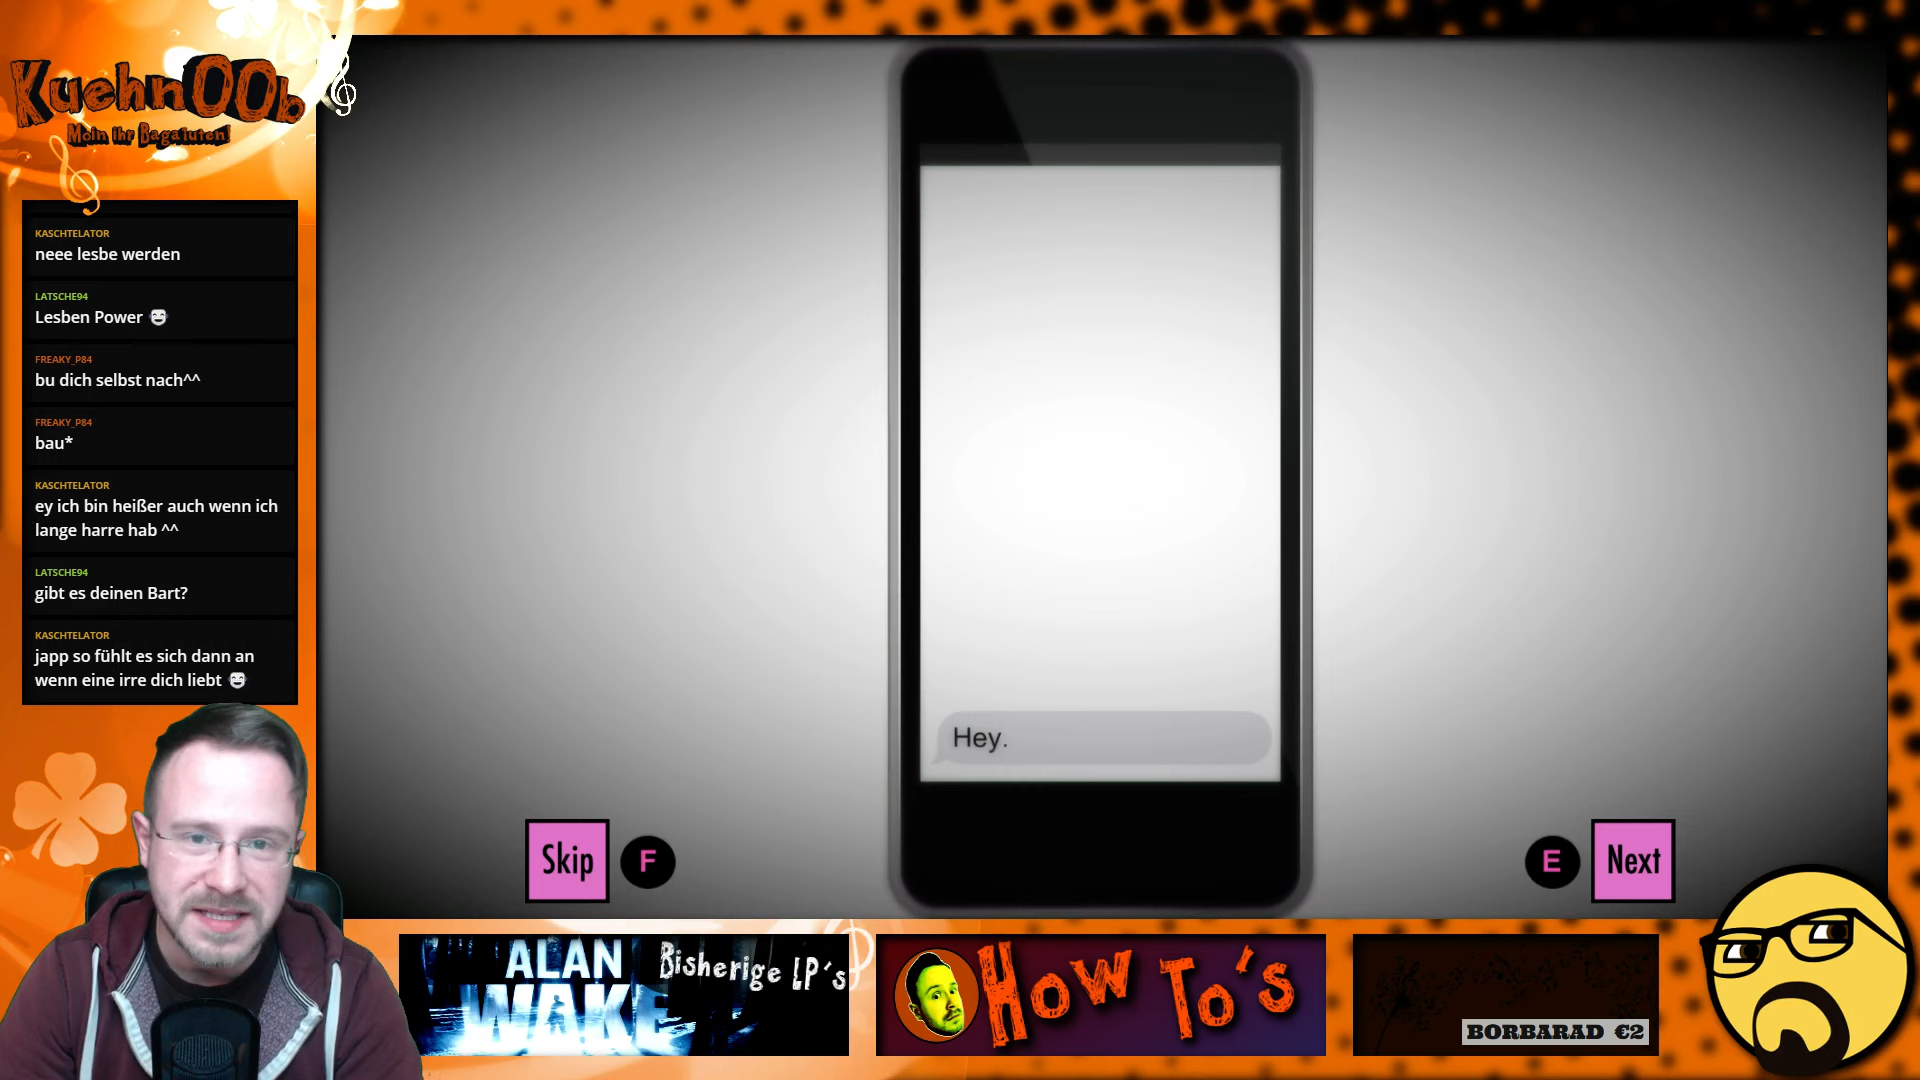 KuehnOOb
Moin ihr Bagaluten!
KASCHTELATOR
neee lesbe werden
LATSCHE94
Lesben Power
FREAKY_P84
bu dich selbst nach^^
FREAKY_P84
bau*
KASCHTELATOR
ey ich bin heißer auch wenn ich
lange harre hab ^^
LATSCHE94
gibt es deinen Bart?
KASCHTELATOR
japp so fühlt es sich dann an
wenn eine irre dich liebt
Hey.
Skip F
E Next
ALAN
WAKE
Bisherige LP's
How To's
BORBARAD €2